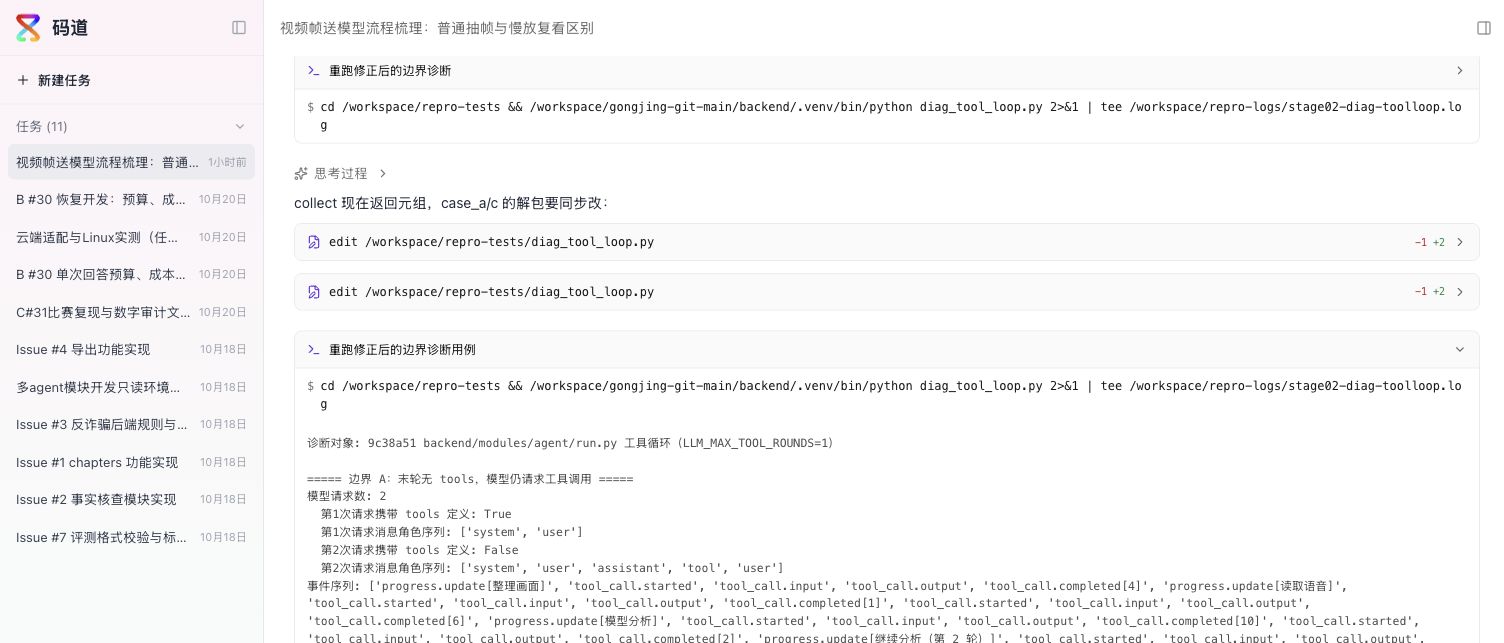 码道
新建任务
任务 (11)
视频帧送模型流程梳理：普通... 1小时前
B #30 恢复开发：预算、成... 10月20日
云端适配与Linux实测（任... 10月20日
B #30 单次回答预算、成本... 10月20日
C#31比赛复现与数字审计文... 10月20日
Issue #4 导出功能实现 10月18日
多agent模块开发只读环境... 10月18日
Issue #3 反诈骗后端规则与... 10月18日
Issue #1 chapters 功能实现 10月18日
Issue #2 事实核查模块实现 10月18日
Issue #7 评测格式校验与标... 10月18日
视频帧送模型流程梳理：普通抽帧与慢放复看区别
重跑修正后的边界诊断
$ cd /workspace/repro-tests && /workspace/gongjing-git-main/backend/.venv/bin/python diag_tool_loop.py 2>&1 | tee /workspace/repro-logs/stage02-diag-toolloop.lo
g
思考过程
collect 现在返回元组，case_a/c 的解包要同步改：
edit /workspace/repro-tests/diag_tool_loop.py −1 +2
edit /workspace/repro-tests/diag_tool_loop.py −1 +2
重跑修正后的边界诊断用例
$ cd /workspace/repro-tests && /workspace/gongjing-git-main/backend/.venv/bin/python diag_tool_loop.py 2>&1 | tee /workspace/repro-logs/stage02-diag-toolloop.lo
g
诊断对象: 9c38a51 backend/modules/agent/run.py 工具循环（LLM_MAX_TOOL_ROUNDS=1）
===== 边界 A：末轮无 tools，模型仍请求工具调用 =====
模型请求数: 2
第1次请求携带 tools 定义: True
第1次请求消息角色序列: ['system', 'user']
第2次请求携带 tools 定义: False
第2次请求消息角色序列: ['system', 'user', 'assistant', 'tool', 'user']
事件序列: ['progress.update[整理画面]', 'tool_call.started', 'tool_call.input', 'tool_call.output', 'tool_call.completed[4]', 'progress.update[读取语音]',
'tool_call.started', 'tool_call.input', 'tool_call.output', 'tool_call.completed[1]', 'tool_call.started', 'tool_call.input', 'tool_call.output',
'tool_call.completed[6]', 'progress.update[模型分析]', 'tool_call.started', 'tool_call.input', 'tool_call.output', 'tool_call.completed[10]', 'tool_call.started',
'tool_call.input', 'tool_call.output', 'tool_call.completed[2]', 'progress.update[继续分析（第 2 轮）]', 'tool_call.started', 'tool_call.input', 'tool_call.output',